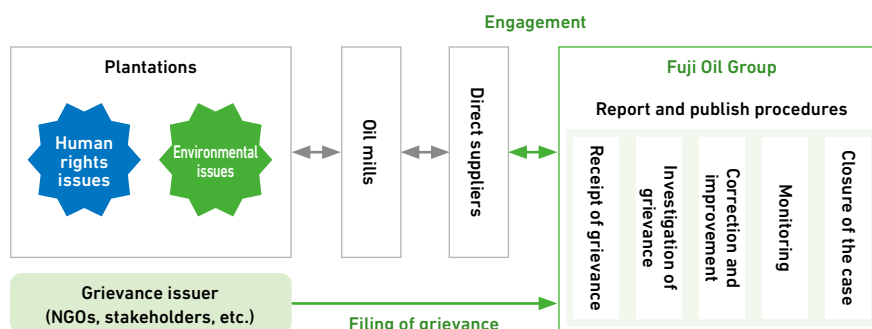 Engagement
Plantations
Human
rights
issues
Environmental
issues
Oil mills
Direct suppliers
Fuji Oil Group
Report and publish procedures
Receipt of grievance
Investigation of
grievance
Correction and
improvement
Monitoring
Closure of the case
Grievance issuer
(NGOs, stakeholders, etc.)
Filing of grievance